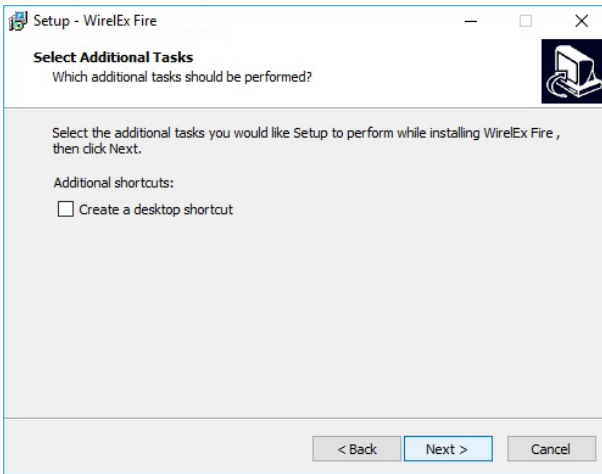 Setup - WirelEx Fire
Select Additional Tasks
Which additional tasks should be performed?
Select the additional tasks you would like Setup to perform while installing WirelEx Fire ,
then click Next.
Additional shortcuts:
Create a desktop shortcut
< Back
Next >
Cancel